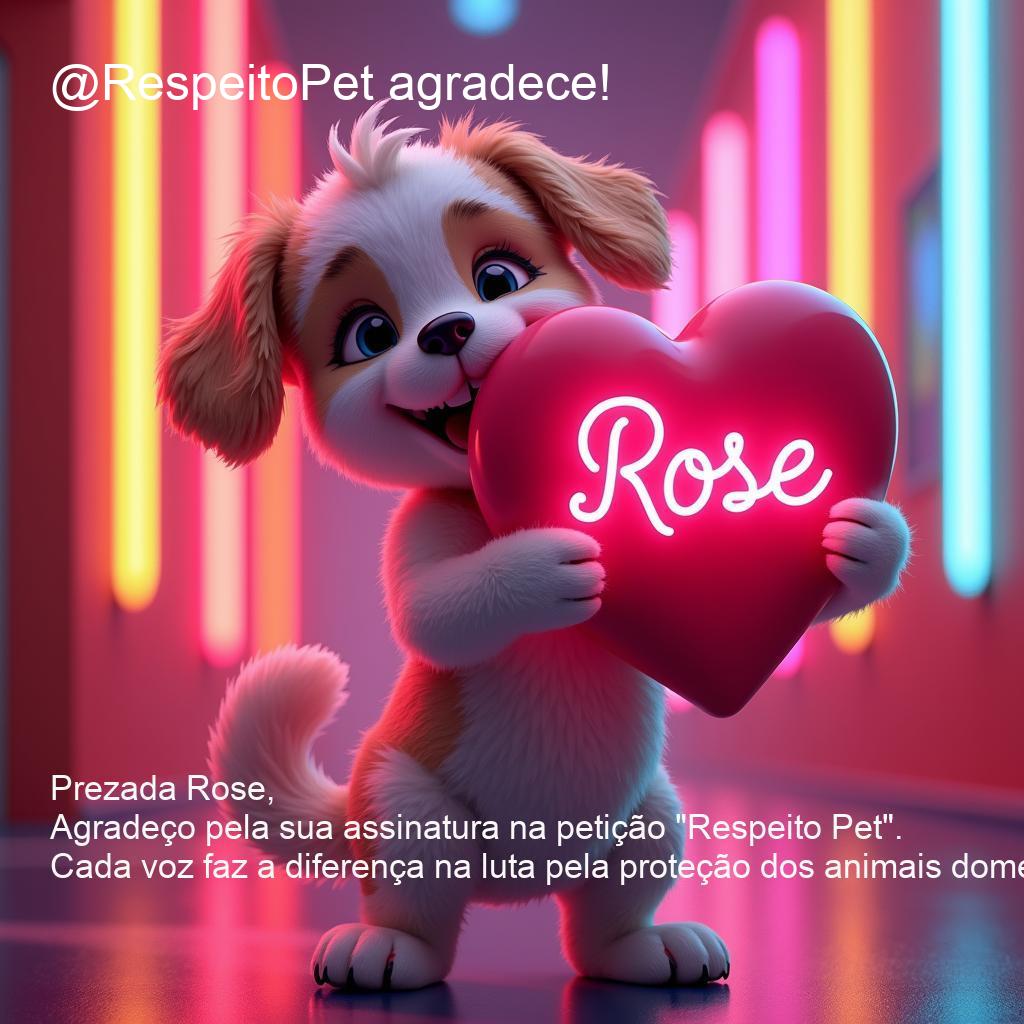 @RespeitoPet agradece!
Rose
Prezada Rose,
Agradeço pela sua assinatura na petição "Respeito Pet".
Cada voz faz a diferença na luta pela proteção dos animais dome